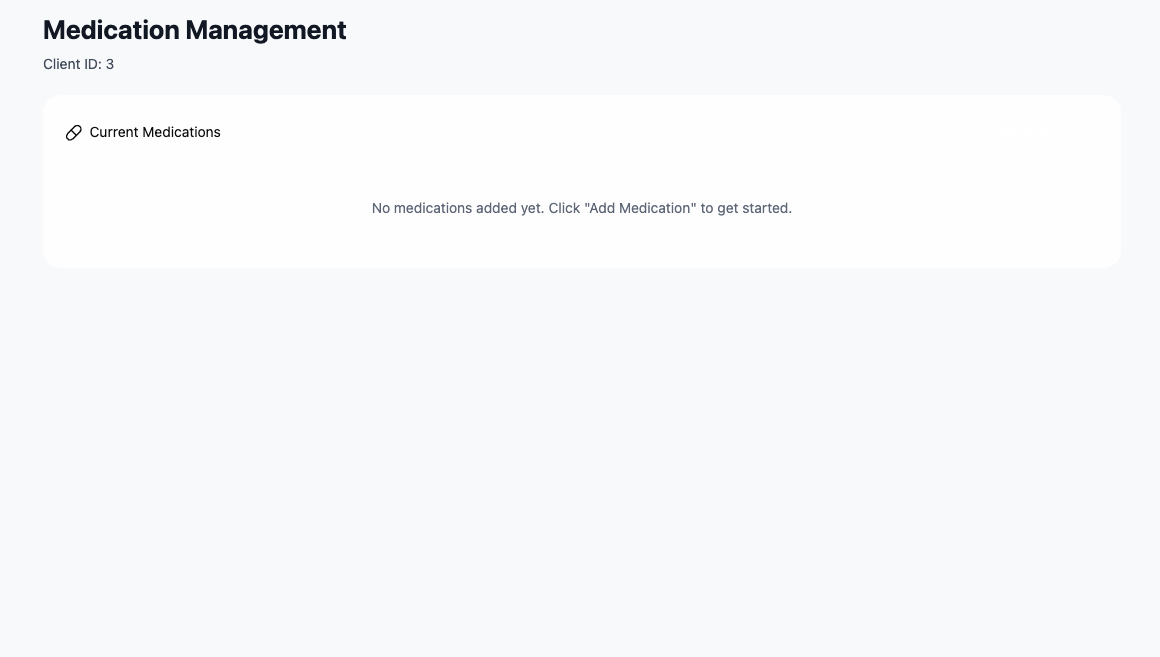 Medication Management
Client ID: 3
Current Medications
No medications added yet. Click "Add Medication" to get started.